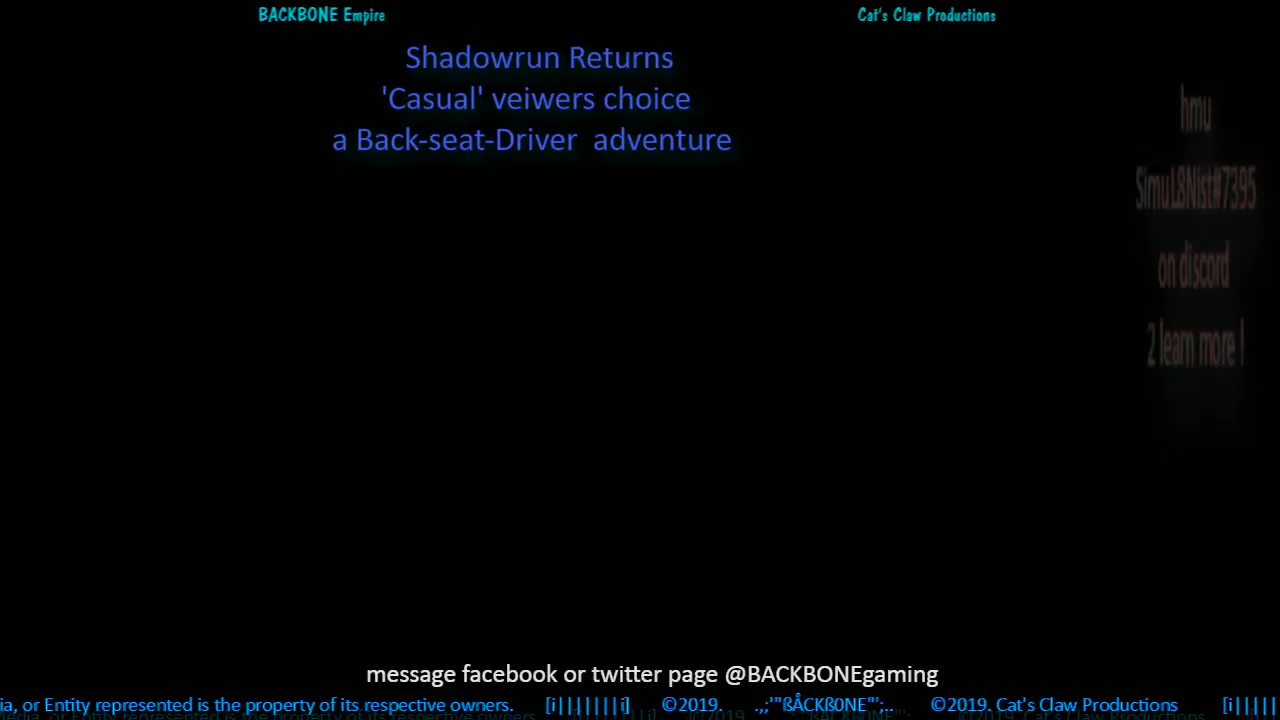 BACKBONE Empire
Cat's Claw Productions
Shadowrun Returns
'Casual' veiwers choice
a Back-seat-Driver adventure
hmu
SimuL8Nist#7395
on discord
2 learn more !
message facebook or twitter page @BACKBONEgaming
ia, or Entity represented is the property of its respective owners. [i||||||||i] ©2019. .,;'"ßÅCKß0NE"';.. ©2019. Cat's Claw Productions [i|||||